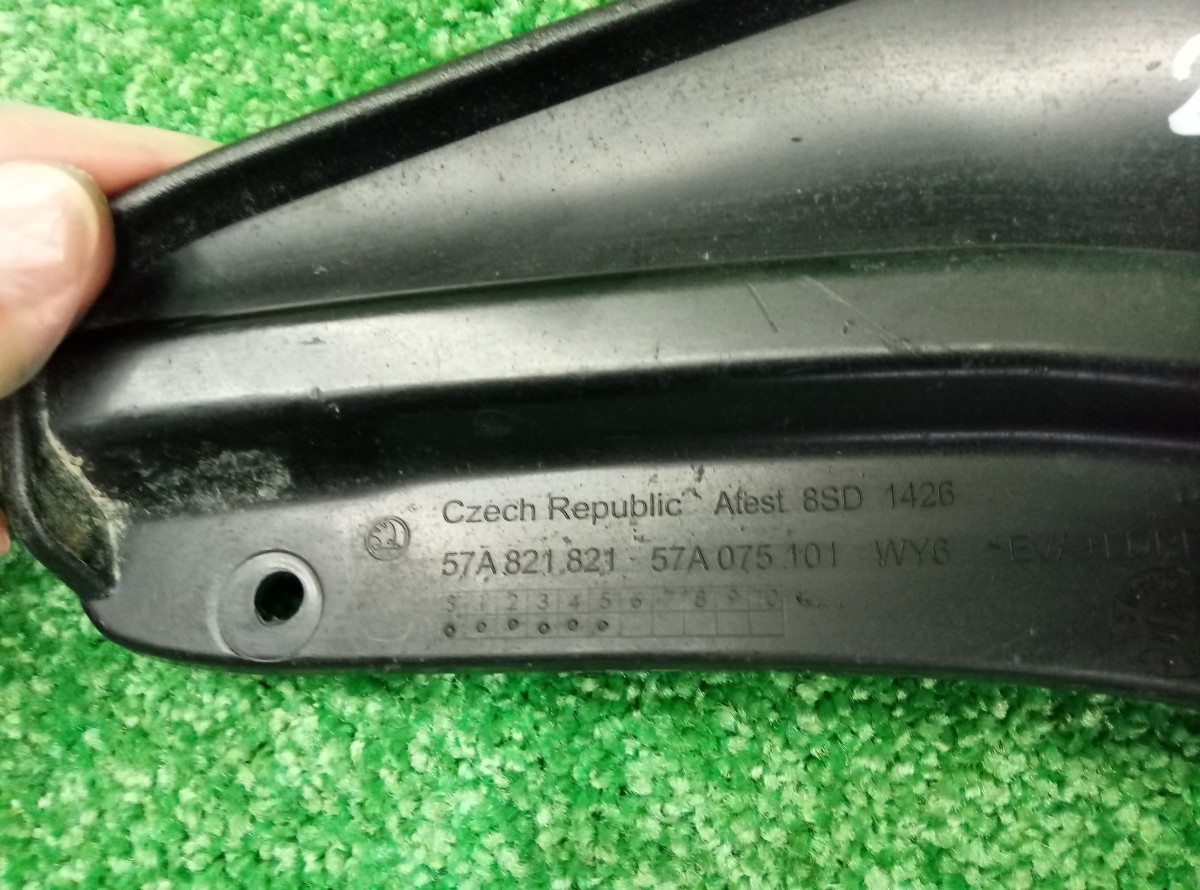 Czech Republic Atest 8SD 1426
57A 821 821 - 57A 075 101 WY6
S 1 2 3 4 5 6 7 8 9 0